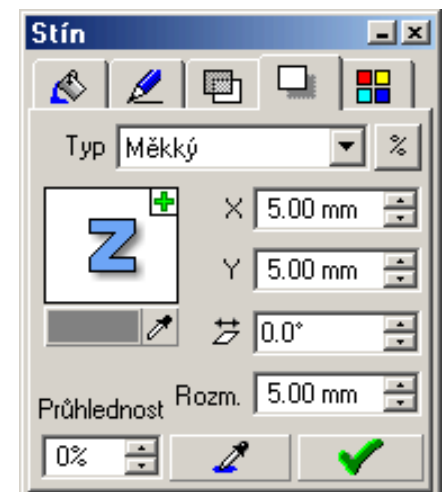 Stín
Typ Měkký %
Z
X 5.00 mm
Y 5.00 mm
0.0°
Rozm. 5.00 mm
Průhlednost
0%